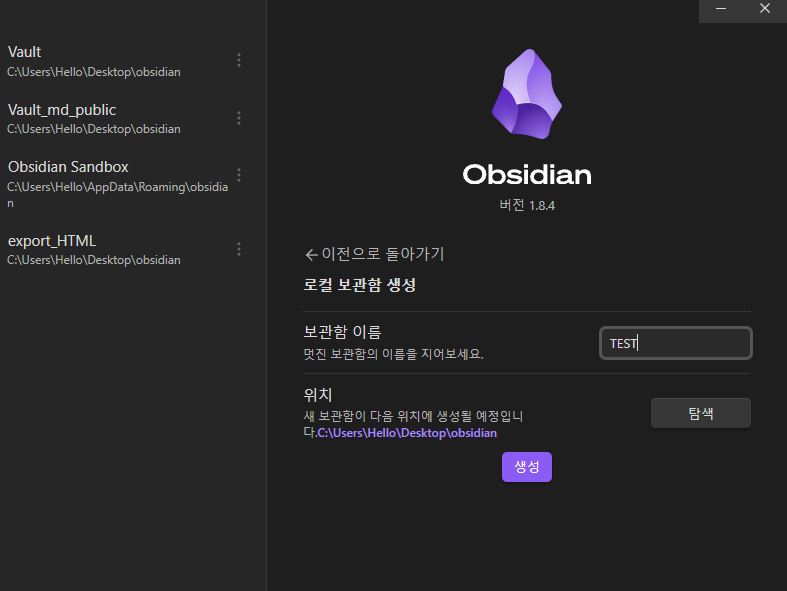 Vault
C:\Users\Hello\Desktop\obsidian
Vault_md_public
C:\Users\Hello\Desktop\obsidian
Obsidian Sandbox
C:\Users\Hello\AppData\Roaming\obsidia
n
export_HTML
C:\Users\Hello\Desktop\obsidian
Obsidian
버전 1.8.4
이전으로 돌아가기
로컬 보관함 생성
보관함 이름
멋진 보관함의 이름을 지어보세요.
TEST
위치
새 보관함이 다음 위치에 생성될 예정입니
다.C:\Users\Hello\Desktop\obsidian
탐색
생성